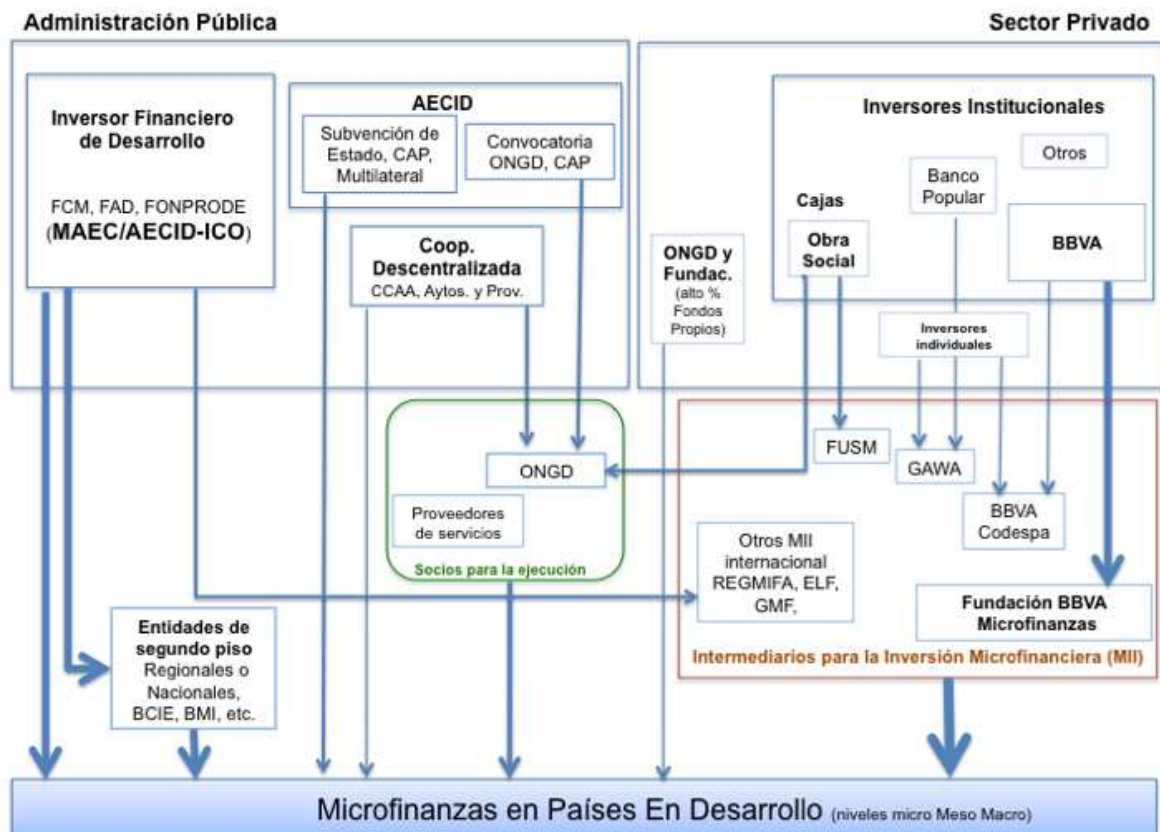 Administración Pública
Sector Privado
Inversor Financiero
de Desarrollo
FCM, FAD, FONPRODE
(MAEC/AECID-ICO)
AECID
Subvención de
Estado, CAP,
Multilateral
Convocatoria
ONGD, CAP
Coop.
Descentralizada
CCAA, Aytos. y Prov.
ONGD y
Fundac.
(alto %
Fondos
Propios)
Inversores Institucionales
Otros
Banco
Popular
Cajas
Obra
Social
BBVA
Inversores
individuales
ONGD
Proveedores
de servicios
Socios para la ejecución
FUSM
GAWA
BBVA
Codespa
Otros MII
internacional
REGMIFA, ELF,
GMF,
Fundación BBVA
Microfinanzas
Intermediarios para la Inversión Microfinanciera (MII)
Entidades de
segundo piso
Regionales o
Nacionales,
BCIE, BMI, etc.
Microfinanzas en Países En Desarrollo (niveles micro Meso Macro)